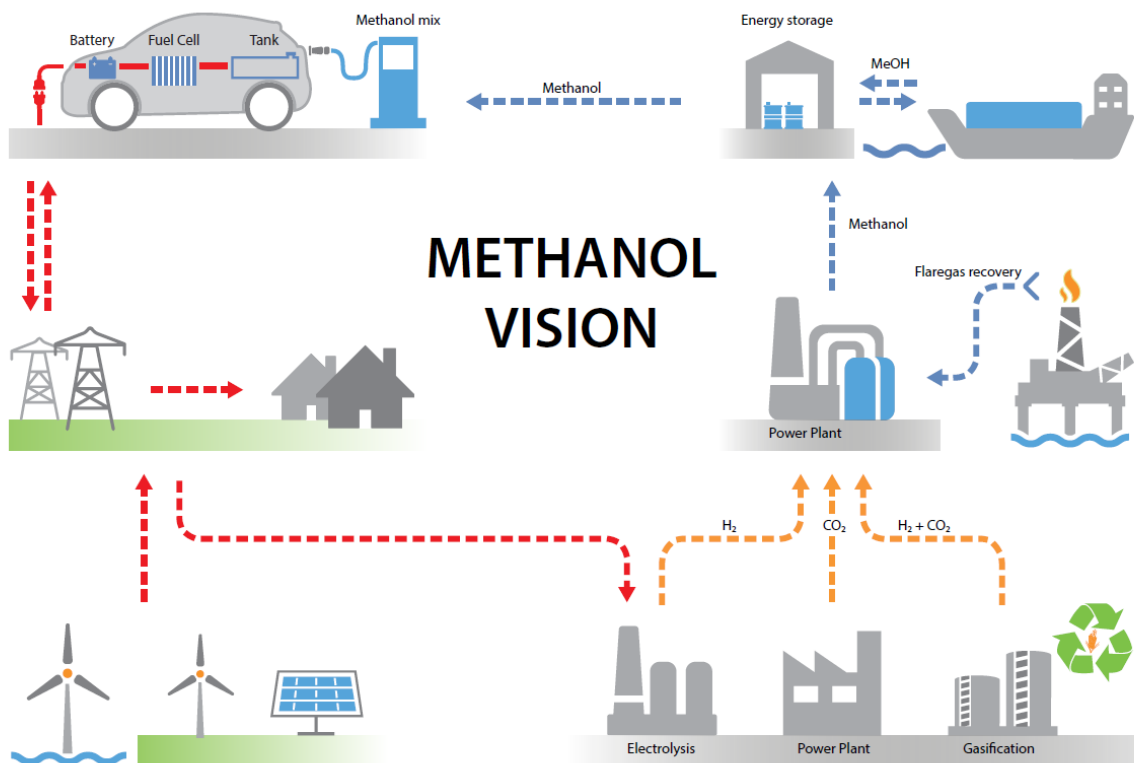 Methanol mix
Energy storage
Battery
Fuel Cell
Tank
MeOH
Methanol
Methanol
METHANOL
VISION
Flaregas recovery
Power Plant
H₂
CO₂
H₂ + CO₂
Electrolysis
Power Plant
Gasification